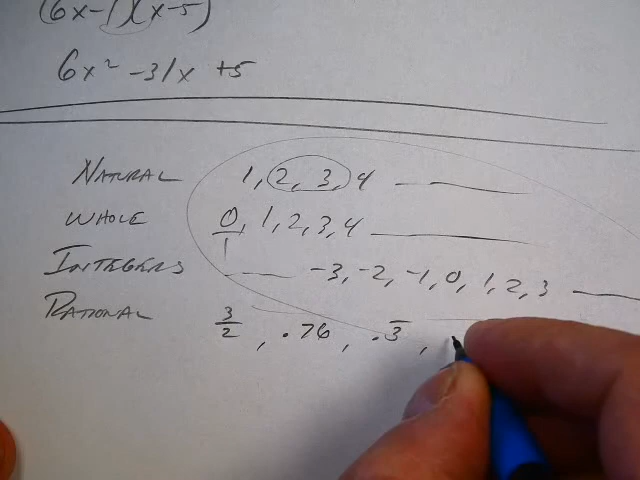 (6x-1)(x-5)
6x² -31x +5
NATURAL 1, 2, 3, 4
WHOLE 0/1, 1, 2, 3, 4
INTEGERS -3, -2, -1, 0, 1, 2, 3
RATIONAL 3/2, .76, .3̅,